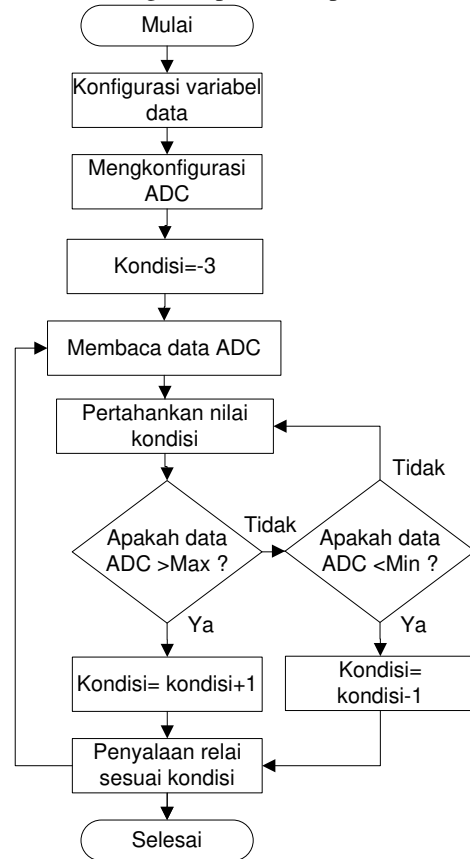 Mulai
Konfigurasi variabel
data
Mengkonfigurasi
ADC
Kondisi=-3
Membaca data ADC
Pertahankan nilai
kondisi
Tidak
Apakah data
ADC >Max ?
Tidak
Apakah data
ADC <Min ?
Ya
Ya
Kondisi= kondisi+1
Kondisi=
kondisi-1
Penyalaan relai
sesuai kondisi
Selesai